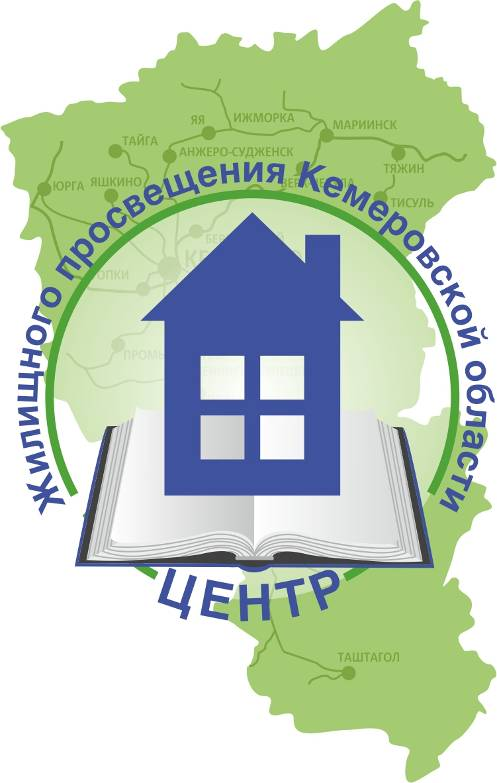 ИЖМОРКА
ЯЯ
МАРИИНСК
ТАЙГА
АНЖЕРО-СУДЖЕНСК
ТЯЖИН
ЮРГА
ЯШКИНО
ТИСУЛЬ
Жилищного просвещения Кемеровской области
ЦЕНТР
ТАШТАГОЛ